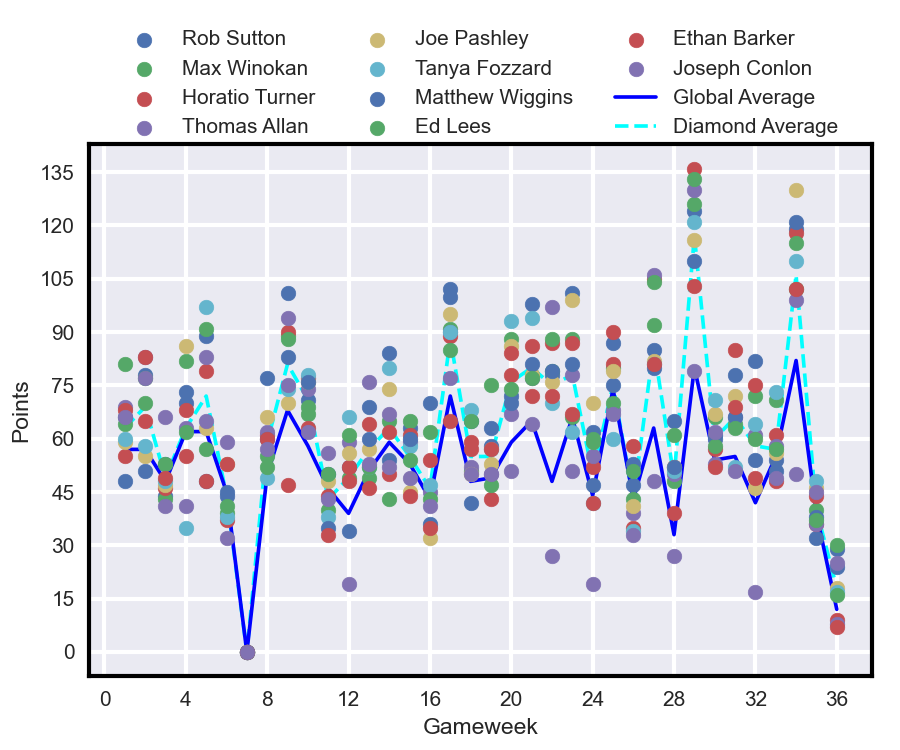 Rob Sutton Joe Pashley Ethan Barker
Max Winokan Tanya Fozzard Joseph Conlon
Horatio Turner Matthew Wiggins Global Average
Thomas Allan Ed Lees Diamond Average
135
120
105
90
75
60
45
30
15
0
Points
0 4 8 12 16 20 24 28 32 36
Gameweek